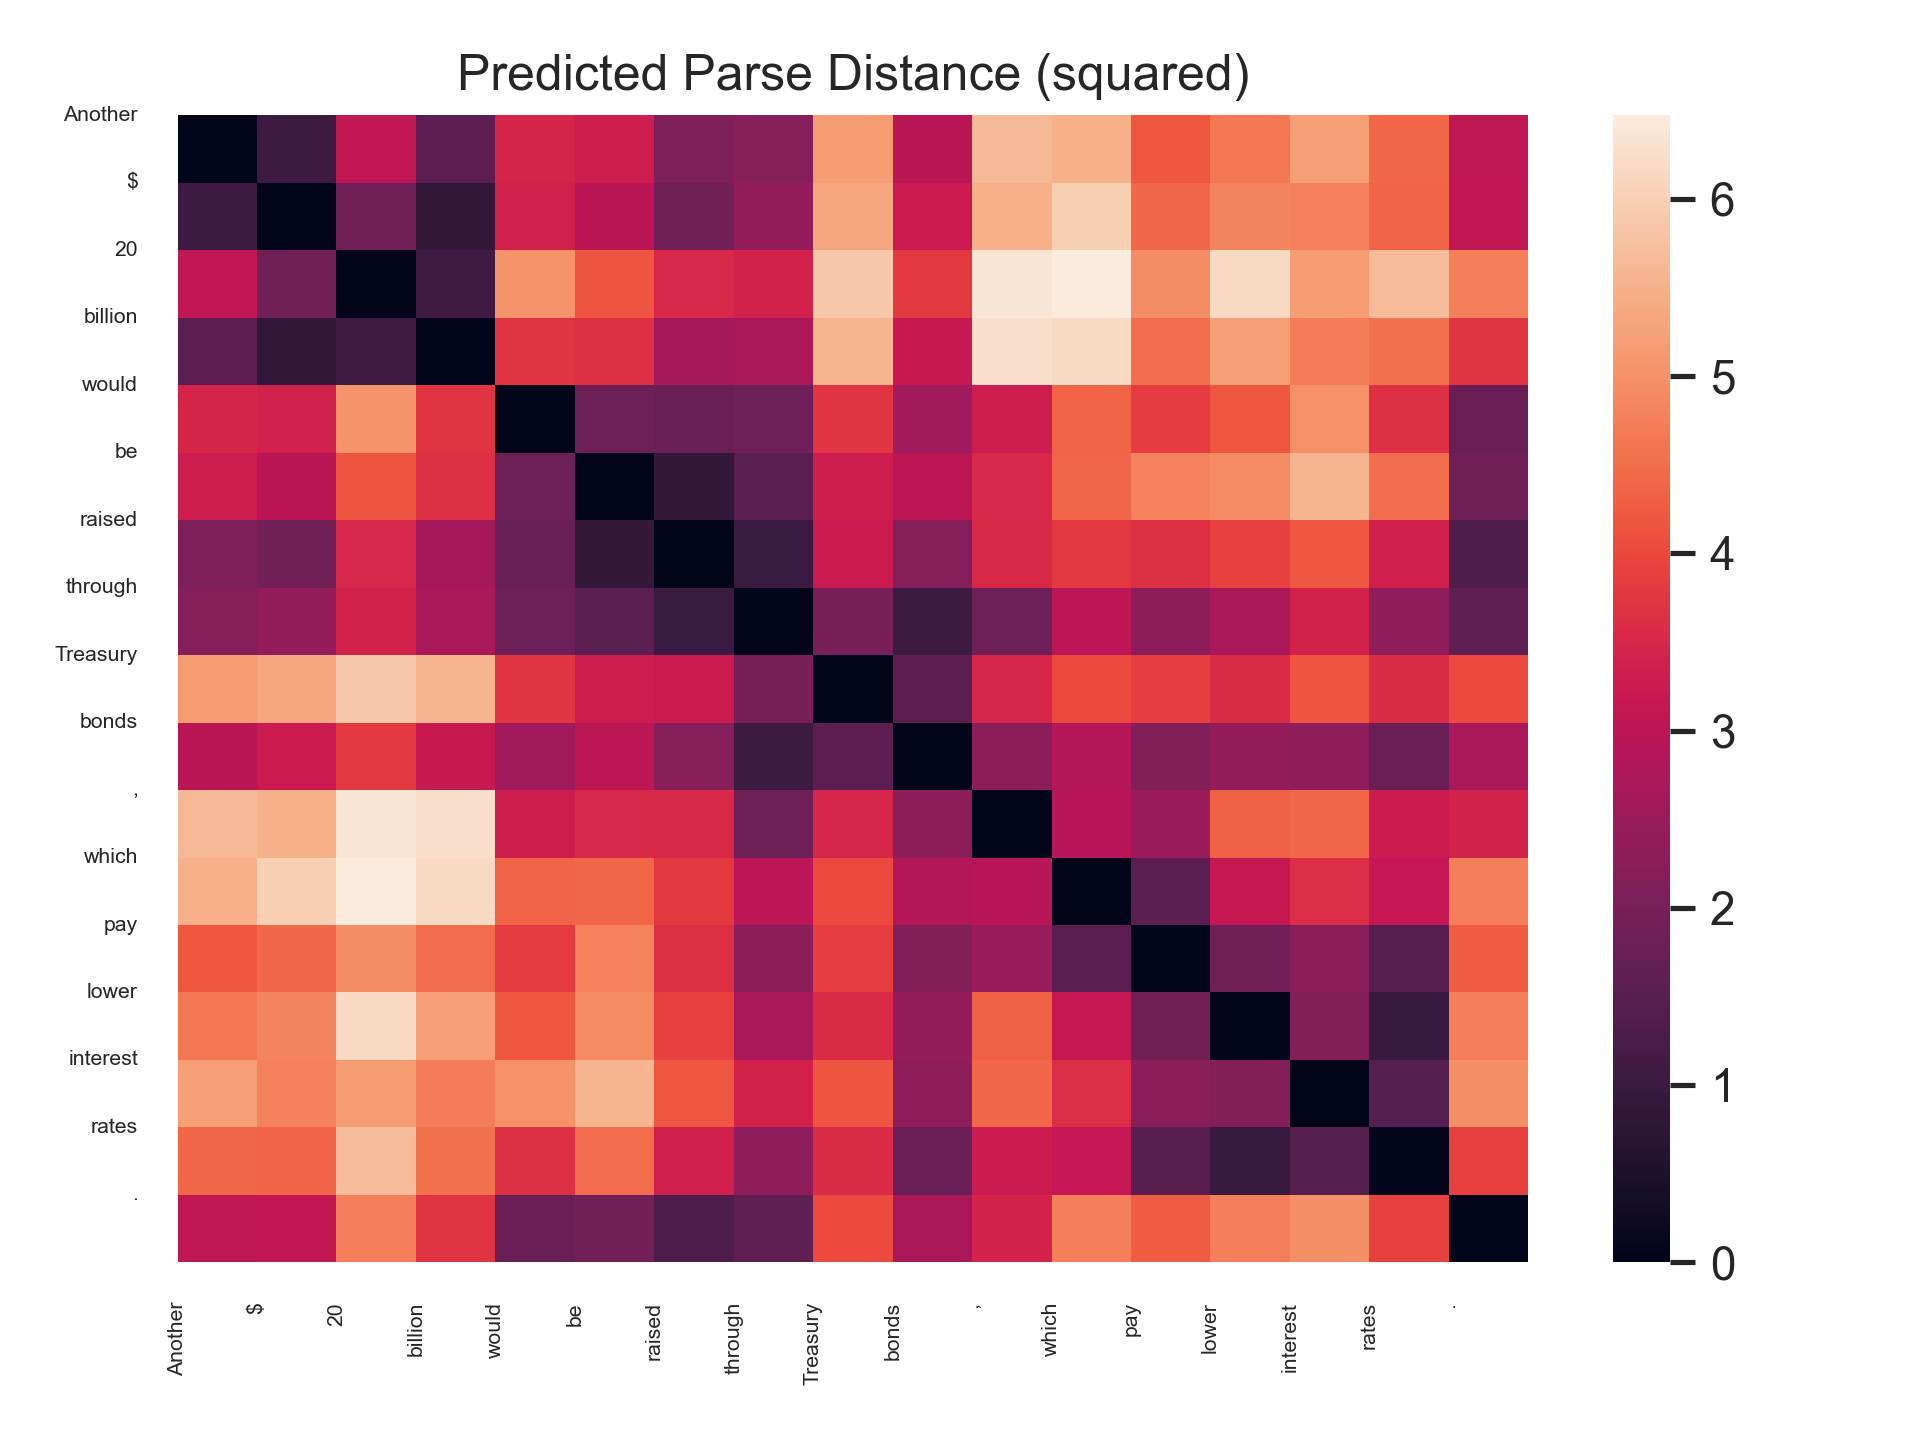 Predicted Parse Distance (squared)
Another
$
20
billion
would
be
raised
through
Treasury
bonds
,
which
pay
lower
interest
rates
.
6
5
4
3
2
1
0
Another $ 20 billion would be raised through Treasury bonds , which pay lower interest rates .